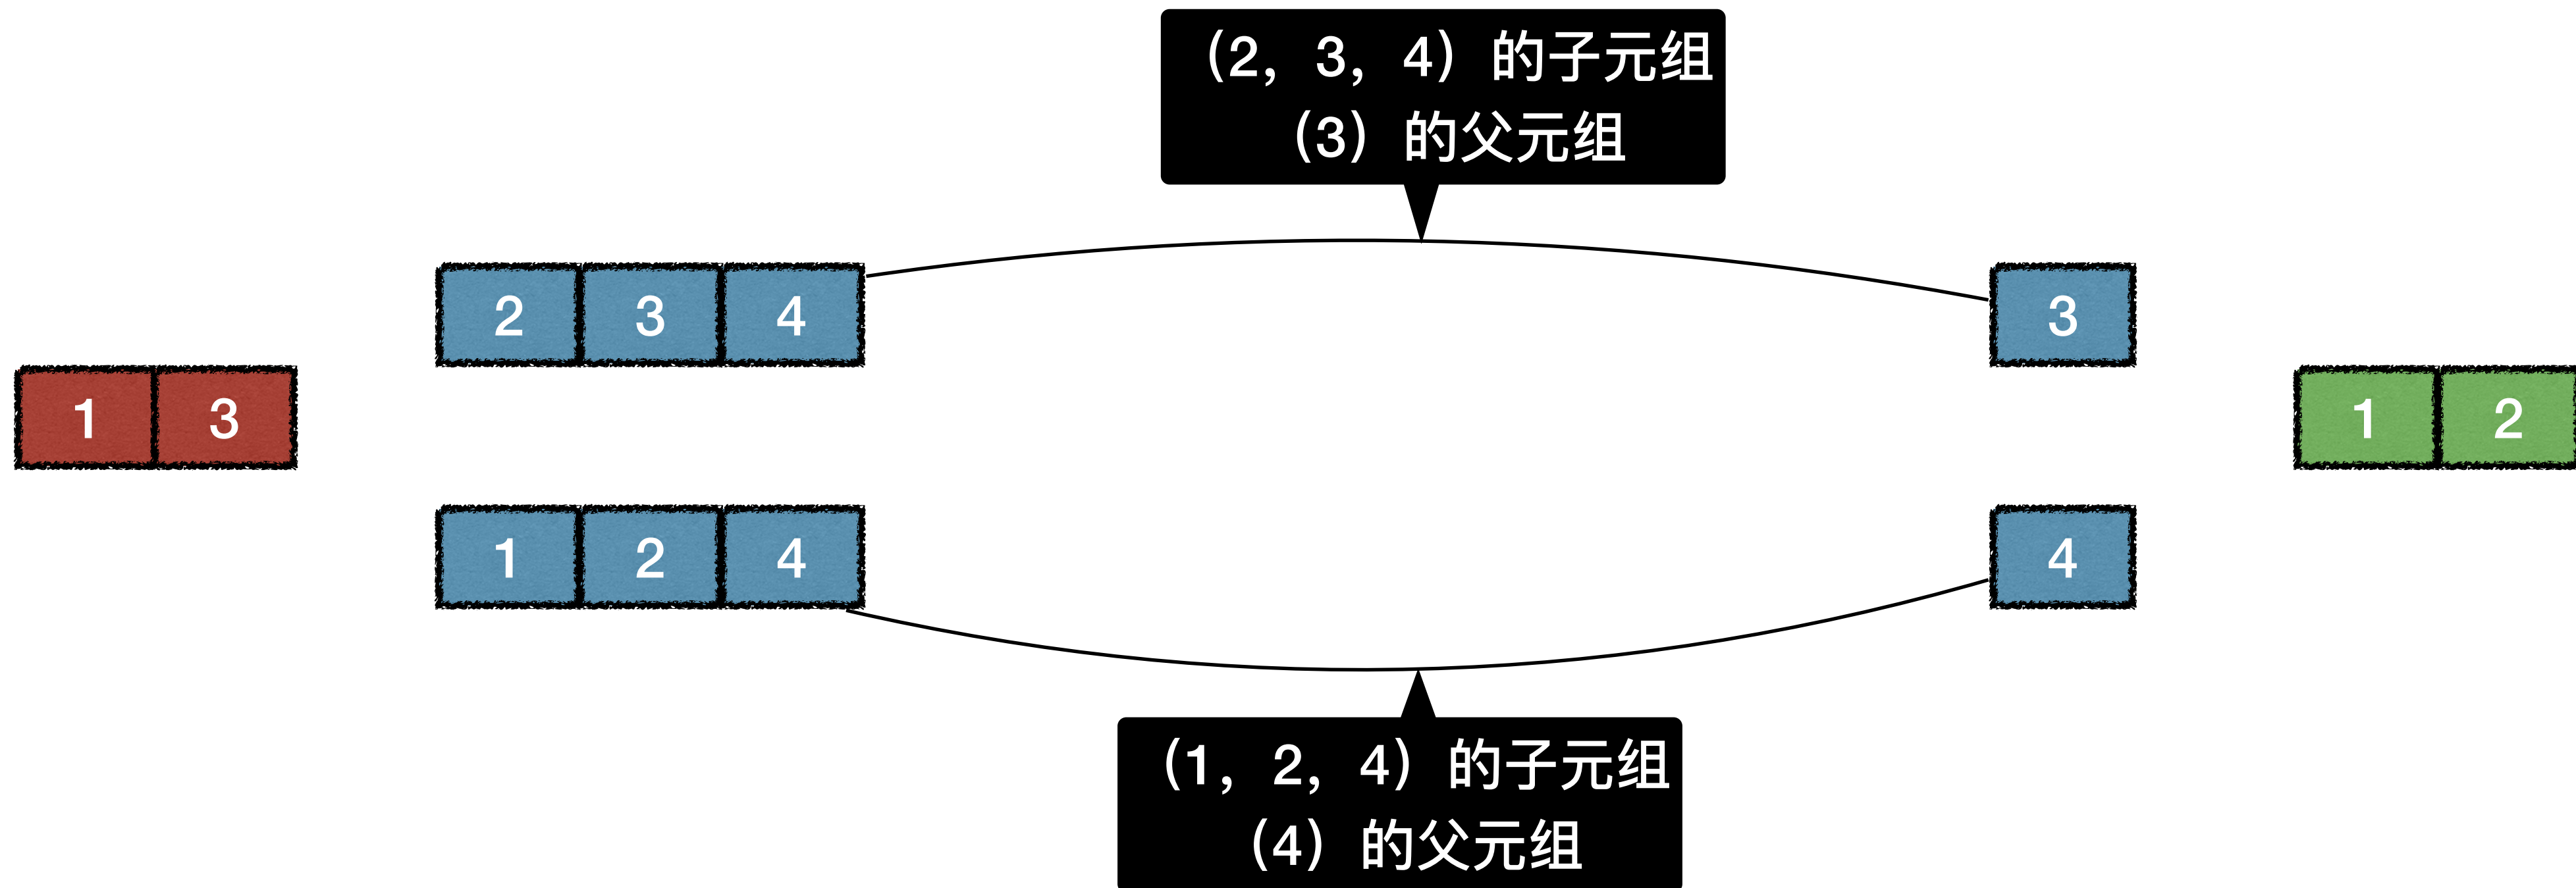 (2, 3, 4) 的子元组
(3) 的父元组
2 3 4
3
1 3
1 2
1 2 4
4
(1, 2, 4) 的子元组
(4) 的父元组